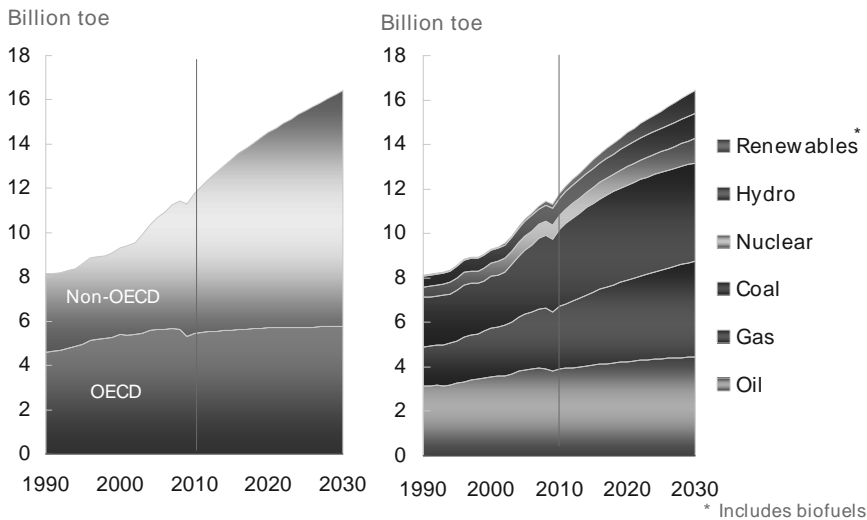 Billion toe
18
16
14
12
10
8
6
4
2
0
Non-OECD
OECD
1990 2000 2010 2020 2030
Billion toe
18
16
14
12
10
8
6
4
2
0
1990 2000 2010 2020 2030
Renewables*
Hydro
Nuclear
Coal
Gas
Oil
* Includes biofuels